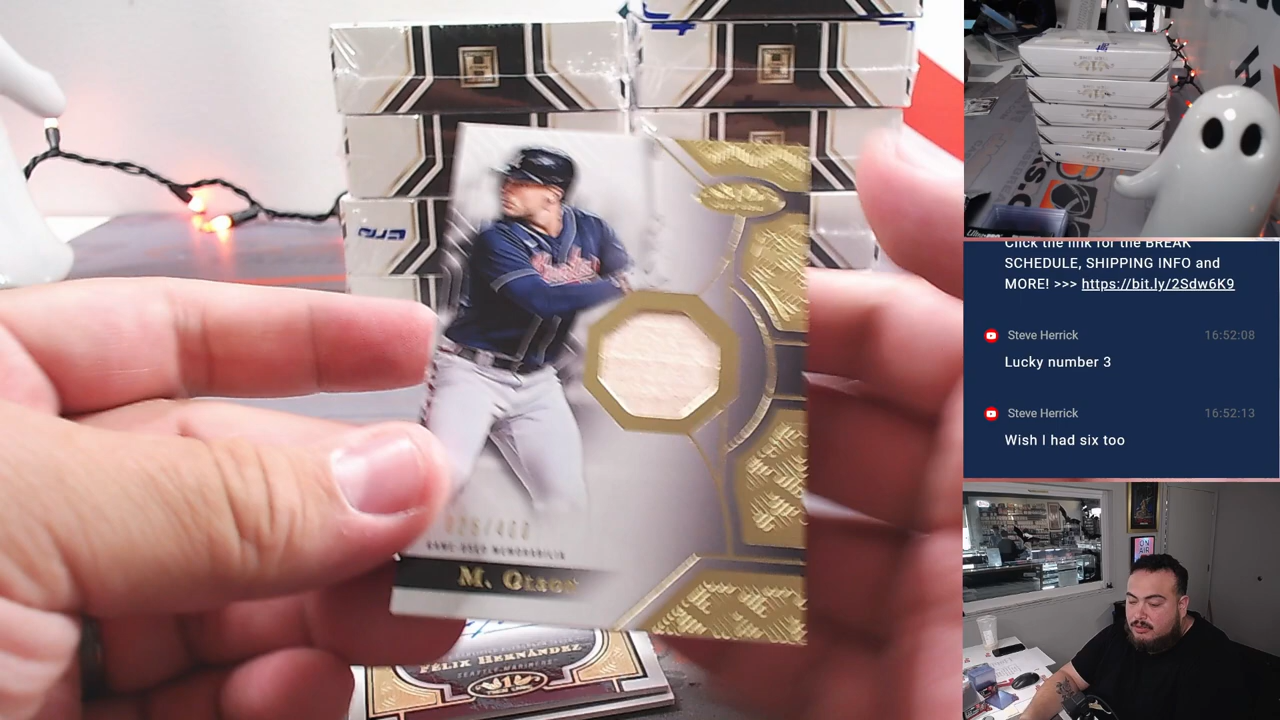 Click the link for the BREAK
SCHEDULE, SHIPPING INFO and
MORE! >>> https://bit.ly/2Sdw6K9
Steve Herrick 16:52:08
Lucky number 3
Steve Herrick 16:52:13
Wish I had six too
GAME-USED MEMORABILIA
FÉLIX HERNÁNDEZ
SEATTLE MARINERS
ON
AIR